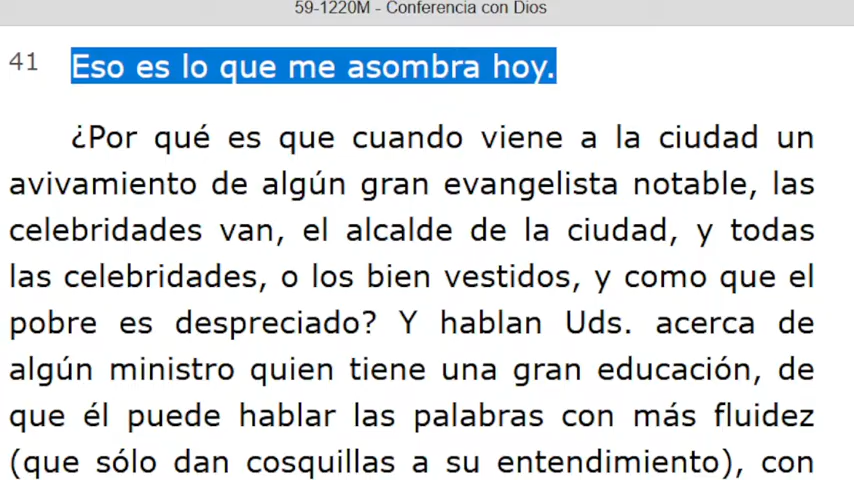 59-1220M - Conferencia con Dios
41 Eso es lo que me asombra hoy.
¿Por qué es que cuando viene a la ciudad un
avivamiento de algún gran evangelista notable, las
celebridades van, el alcalde de la ciudad, y todas
las celebridades, o los bien vestidos, y como que el
pobre es despreciado? Y hablan Uds. acerca de
algún ministro quien tiene una gran educación, de
que él puede hablar las palabras con más fluidez
(que sólo dan cosquillas a su entendimiento), con